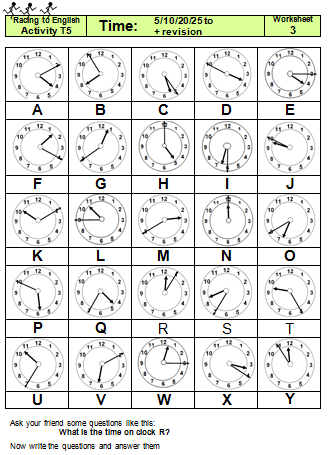 'Racing to English
Activity T5
Time:
5/10/20/25 to
+ revision
Worksheet
3
A B C D E
F G H I J
K L M N O
P Q R S T
U V W X Y
Ask your friend some questions like this:
What is the time on clock R?
Now write the questions and answer them